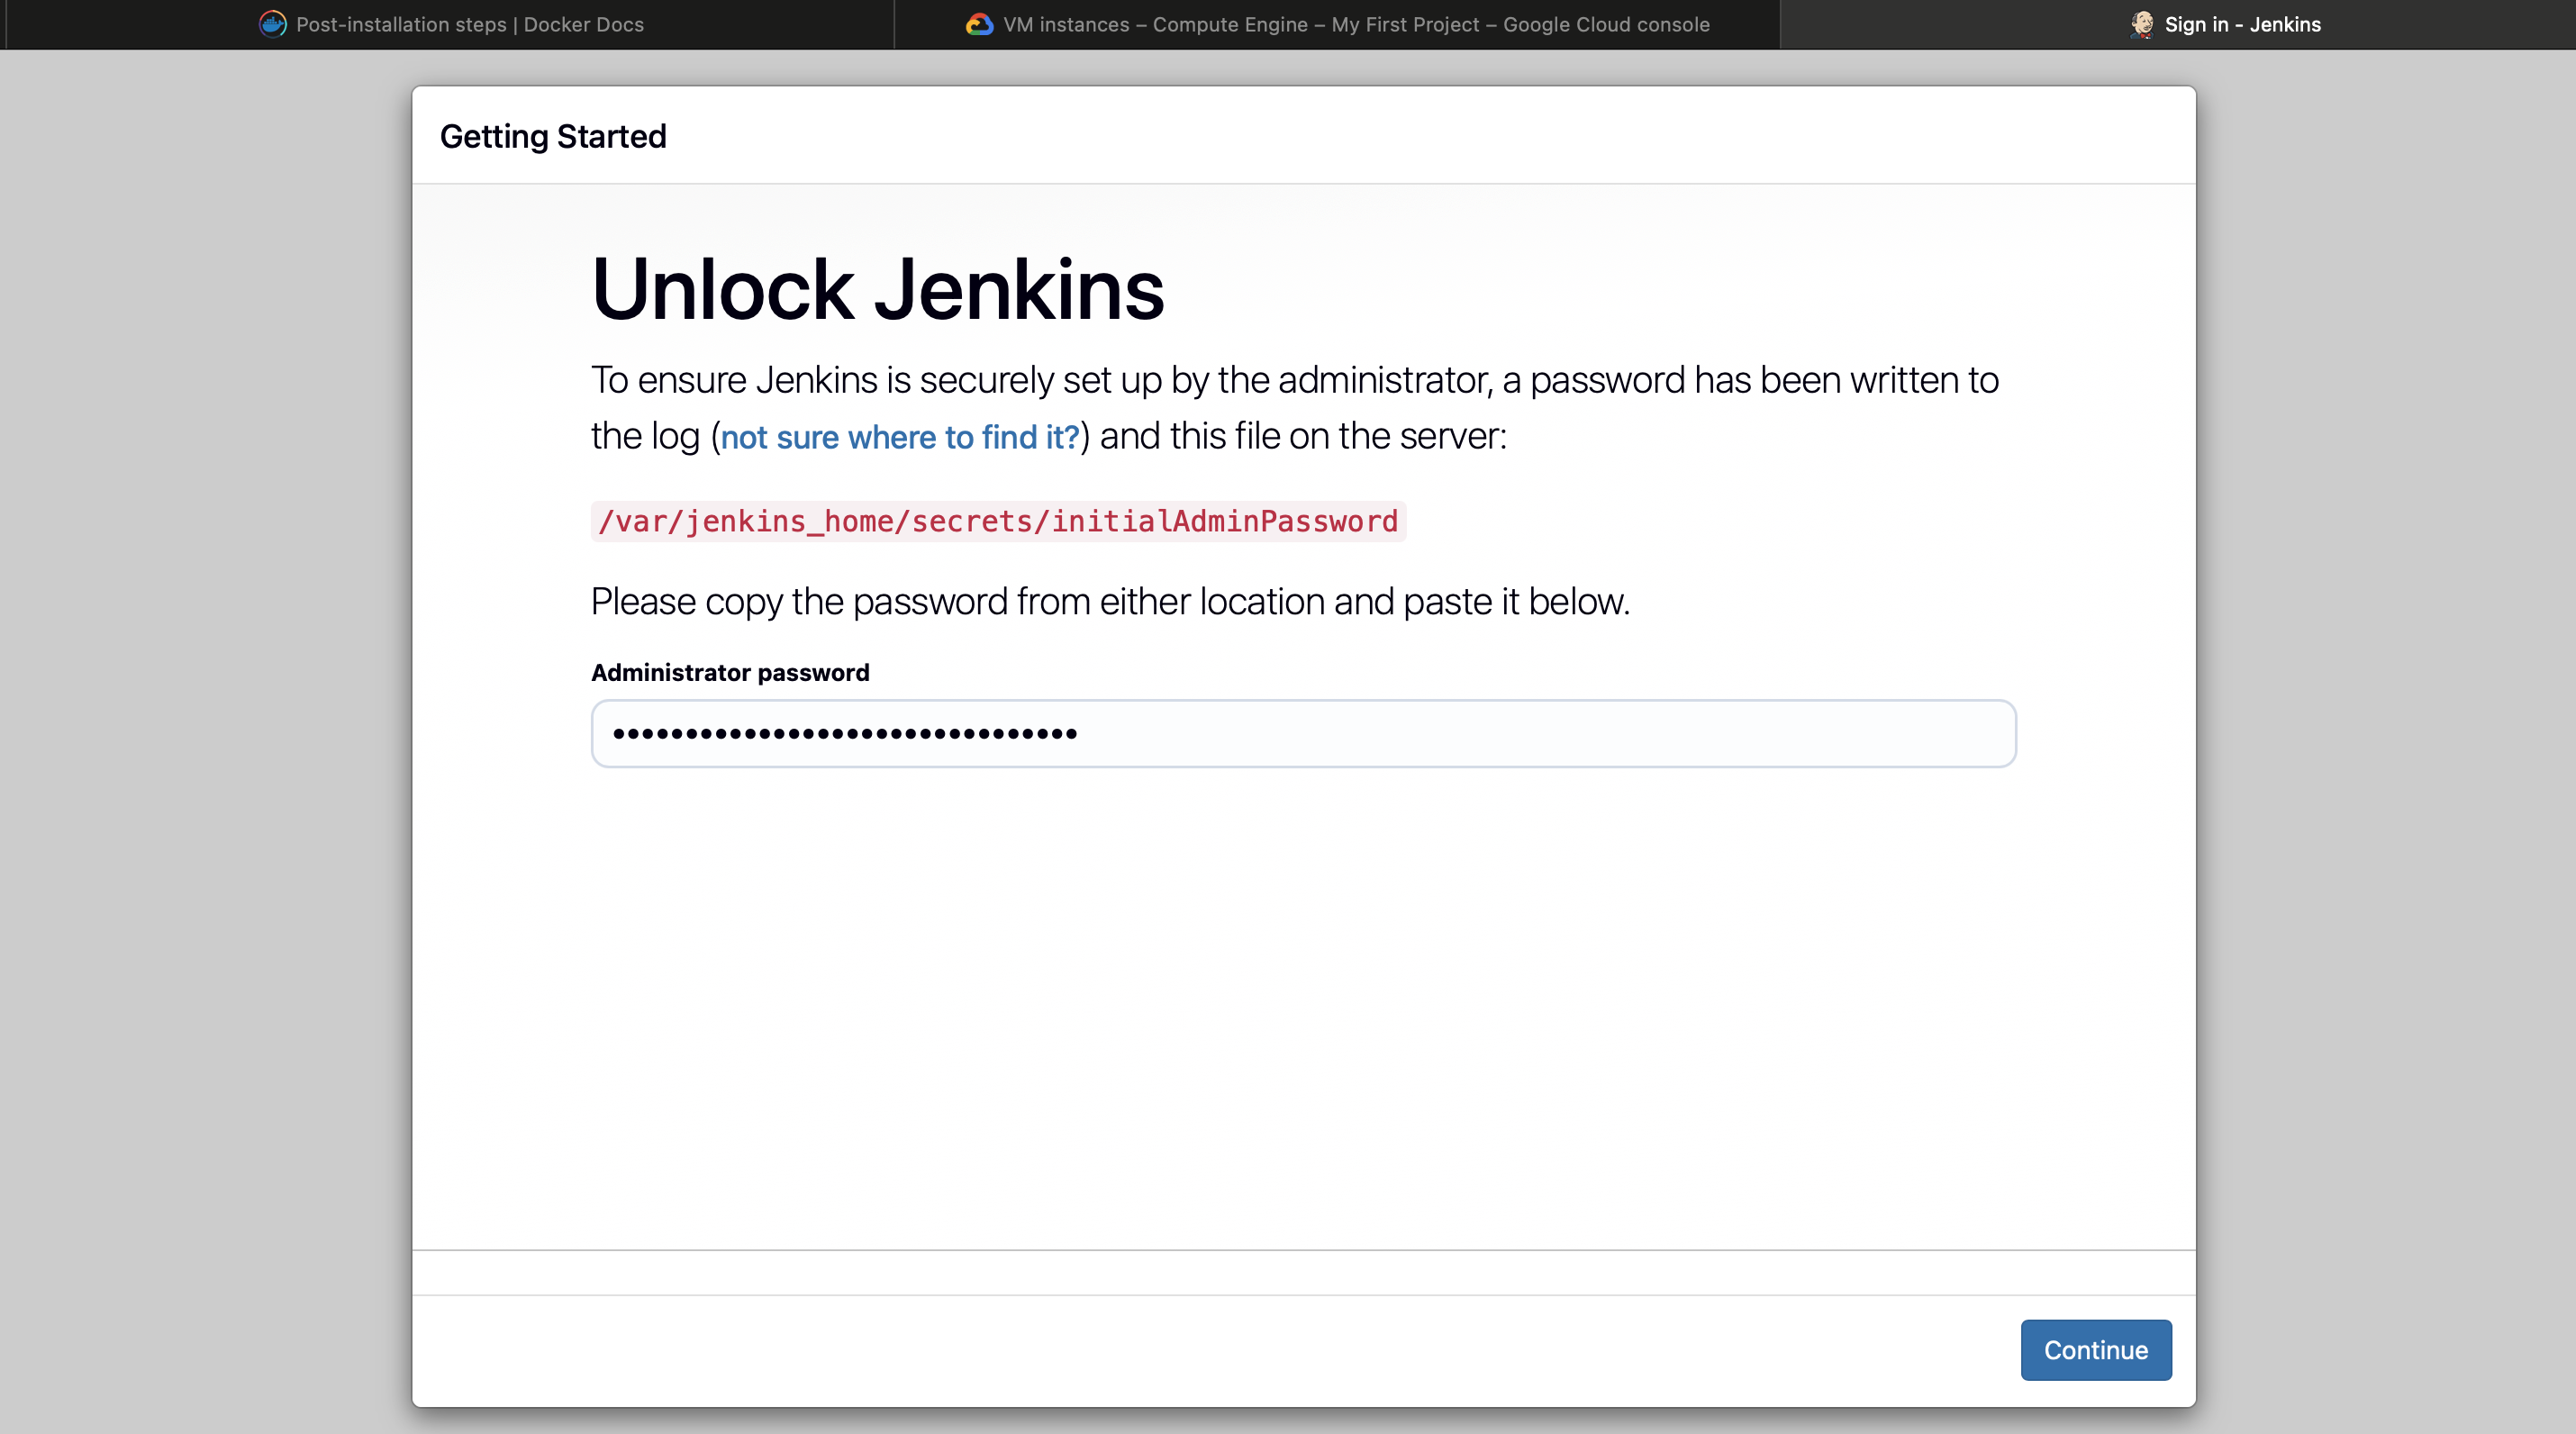 Post-installation steps | Docker Docs
VM instances – Compute Engine – My First Project – Google Cloud console
Sign in - Jenkins
Getting Started
Unlock Jenkins
To ensure Jenkins is securely set up by the administrator, a password has been written to
the log (not sure where to find it?) and this file on the server:
/var/jenkins_home/secrets/initialAdminPassword
Please copy the password from either location and paste it below.
Administrator password
••••••••••••••••••••••••••••••••
Continue